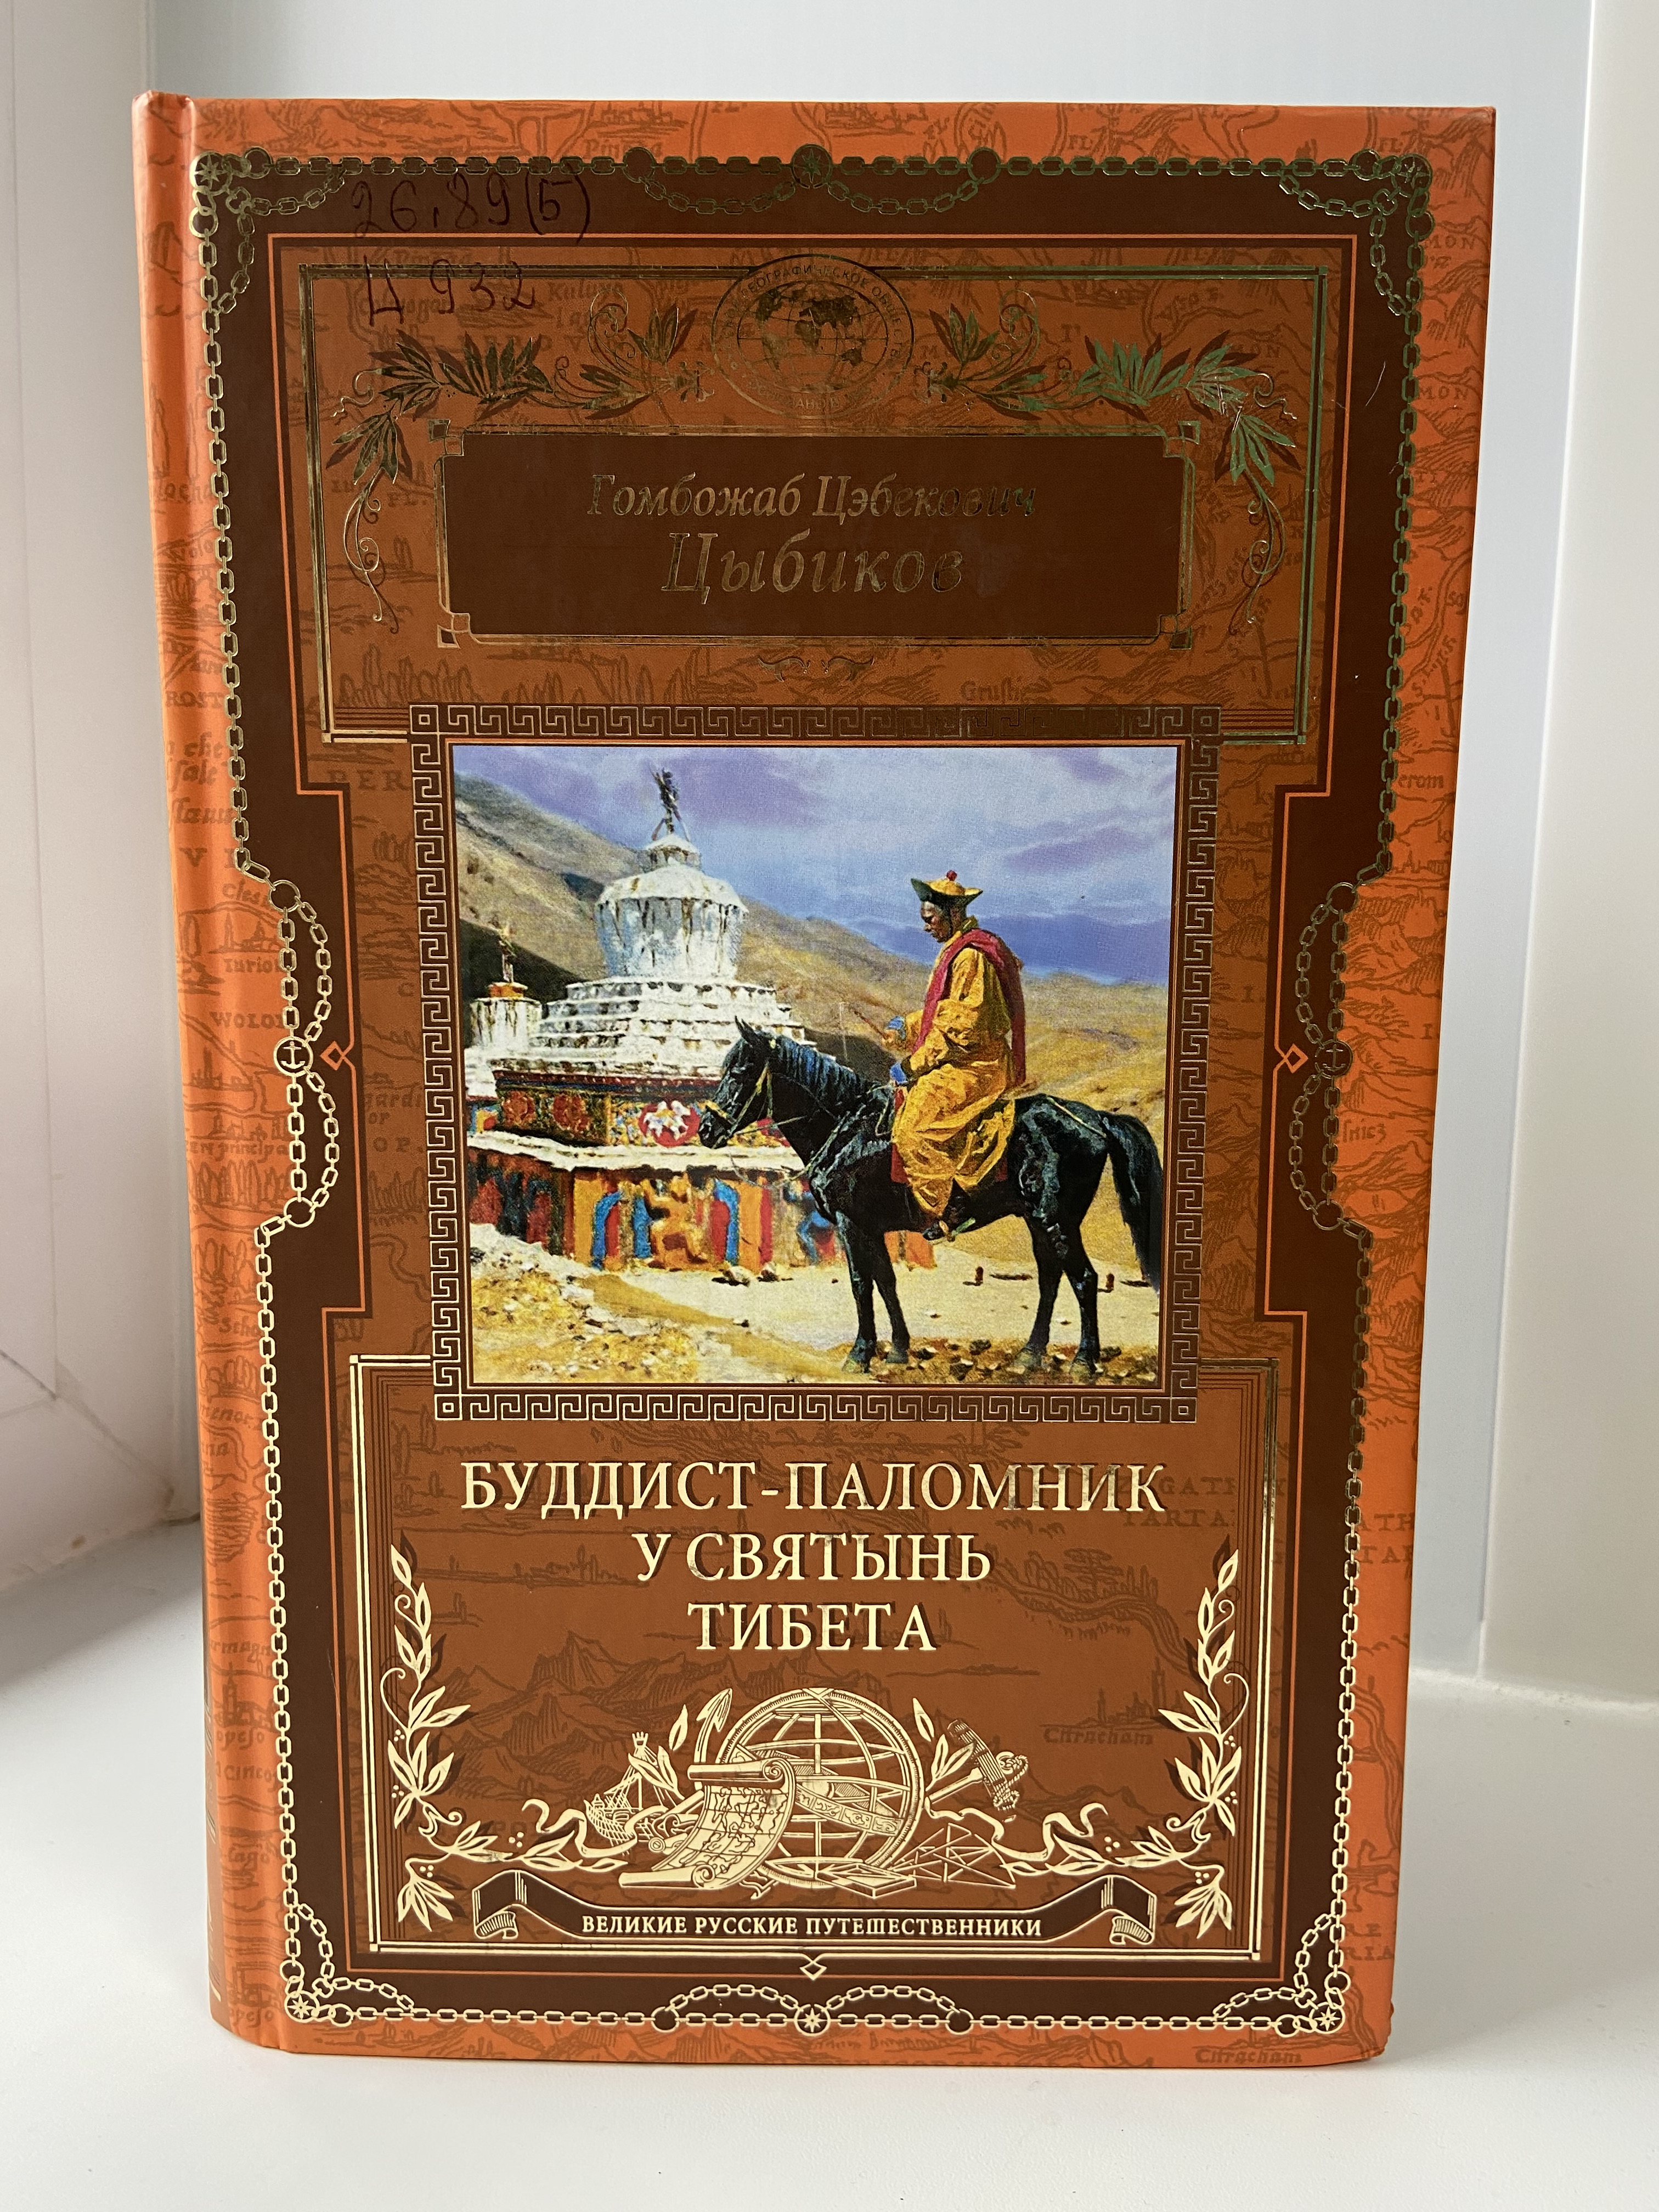 26.89(5)
Ц 932
Гомбожаб Цэбекович
Цыбиков
БУДДИСТ-ПАЛОМНИК
У СВЯТЫНЬ
ТИБЕТА
ВЕЛИКИЕ РУССКИЕ ПУТЕШЕСТВЕННИКИ